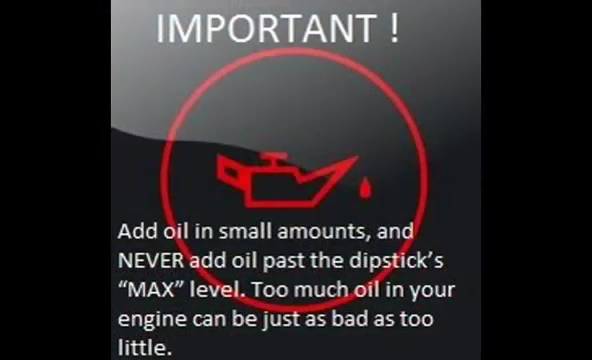 IMPORTANT !
Add oil in small amounts, and
NEVER add oil past the dipstick’s
“MAX” level. Too much oil in your
engine can be just as bad as too
little.